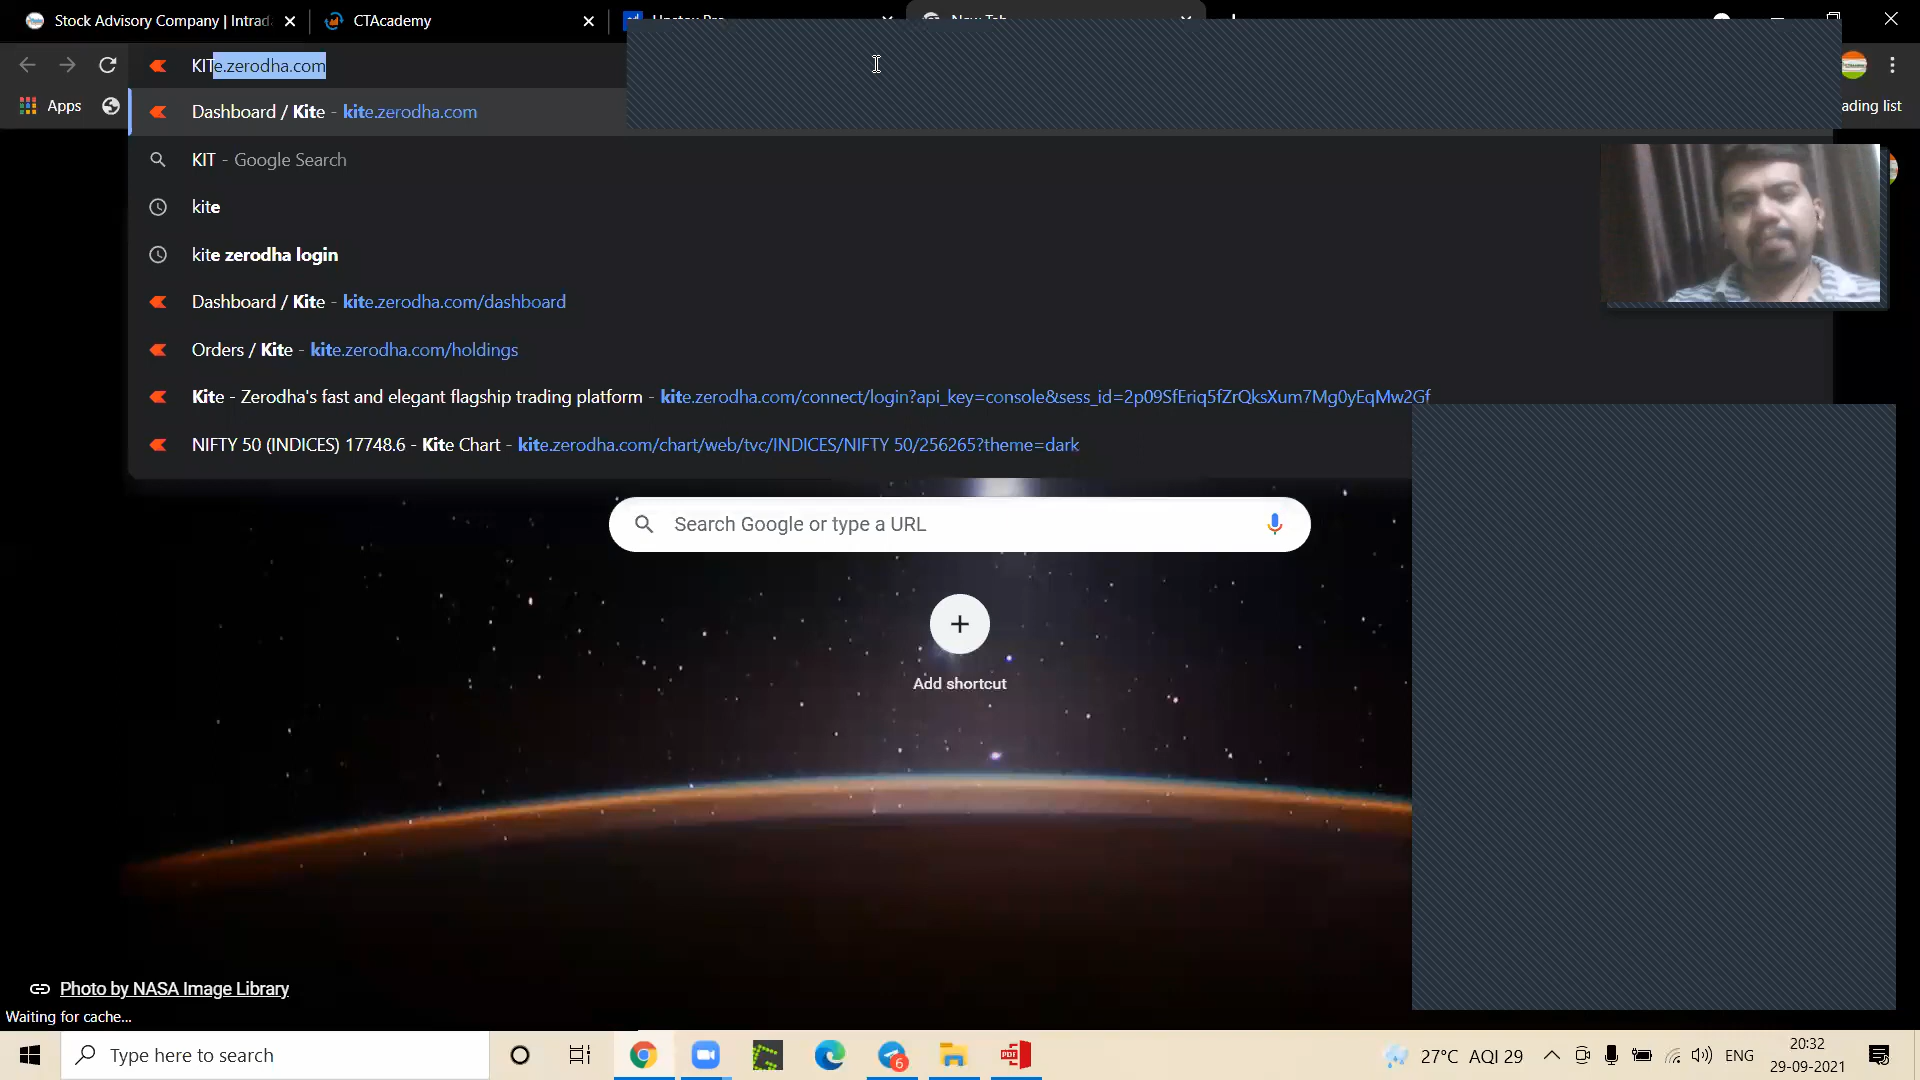 Stock Advisory Company | Intrad
CTAcademy
KITe.zerodha.com
Apps
ading list
Dashboard / Kite - kite.zerodha.com
KIT - Google Search
kite
kite zerodha login
Dashboard / Kite - kite.zerodha.com/dashboard
Orders / Kite - kite.zerodha.com/holdings
Kite - Zerodha's fast and elegant flagship trading platform - kite.zerodha.com/connect/login?api_key=console&sess_id=2p09SfEriq5fZrQksXum7Mg0yEqMw2Gf
NIFTY 50 (INDICES) 17748.6 - Kite Chart - kite.zerodha.com/chart/web/tvc/INDICES/NIFTY 50/256265?theme=dark
Search Google or type a URL
Add shortcut
Photo by NASA Image Library
Waiting for cache...
Type here to search
6
PDF
27°C AQI 29
ENG
20:32
29-09-2021